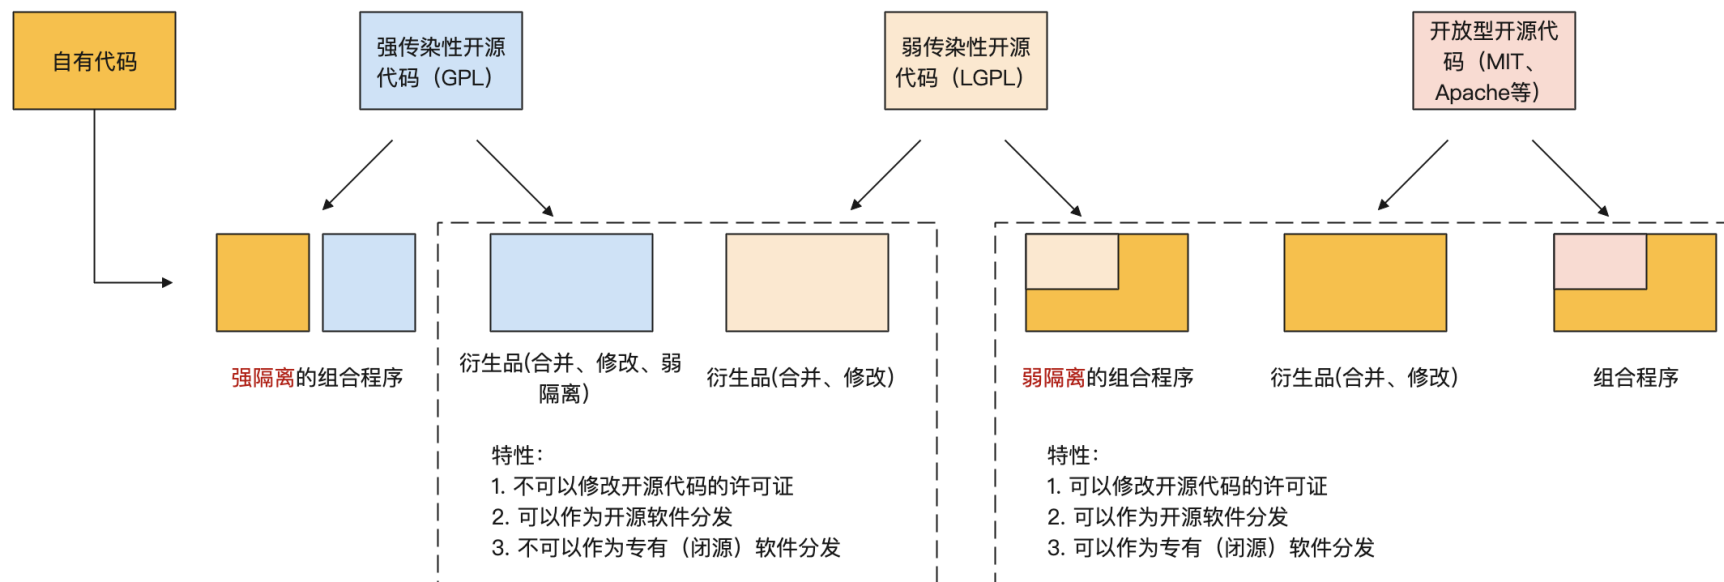 自有代码
强传染性开源
代码（GPL）
弱传染性开源
代码（LGPL）
开放型开源代
码（MIT、
Apache等）
强隔离的组合程序
衍生品(合并、修改、弱
隔离)
衍生品(合并、修改)
弱隔离的组合程序
衍生品(合并、修改)
组合程序
特性：
1. 不可以修改开源代码的许可证
2. 可以作为开源软件分发
3. 不可以作为专有（闭源）软件分发
特性：
1. 可以修改开源代码的许可证
2. 可以作为开源软件分发
3. 可以作为专有（闭源）软件分发